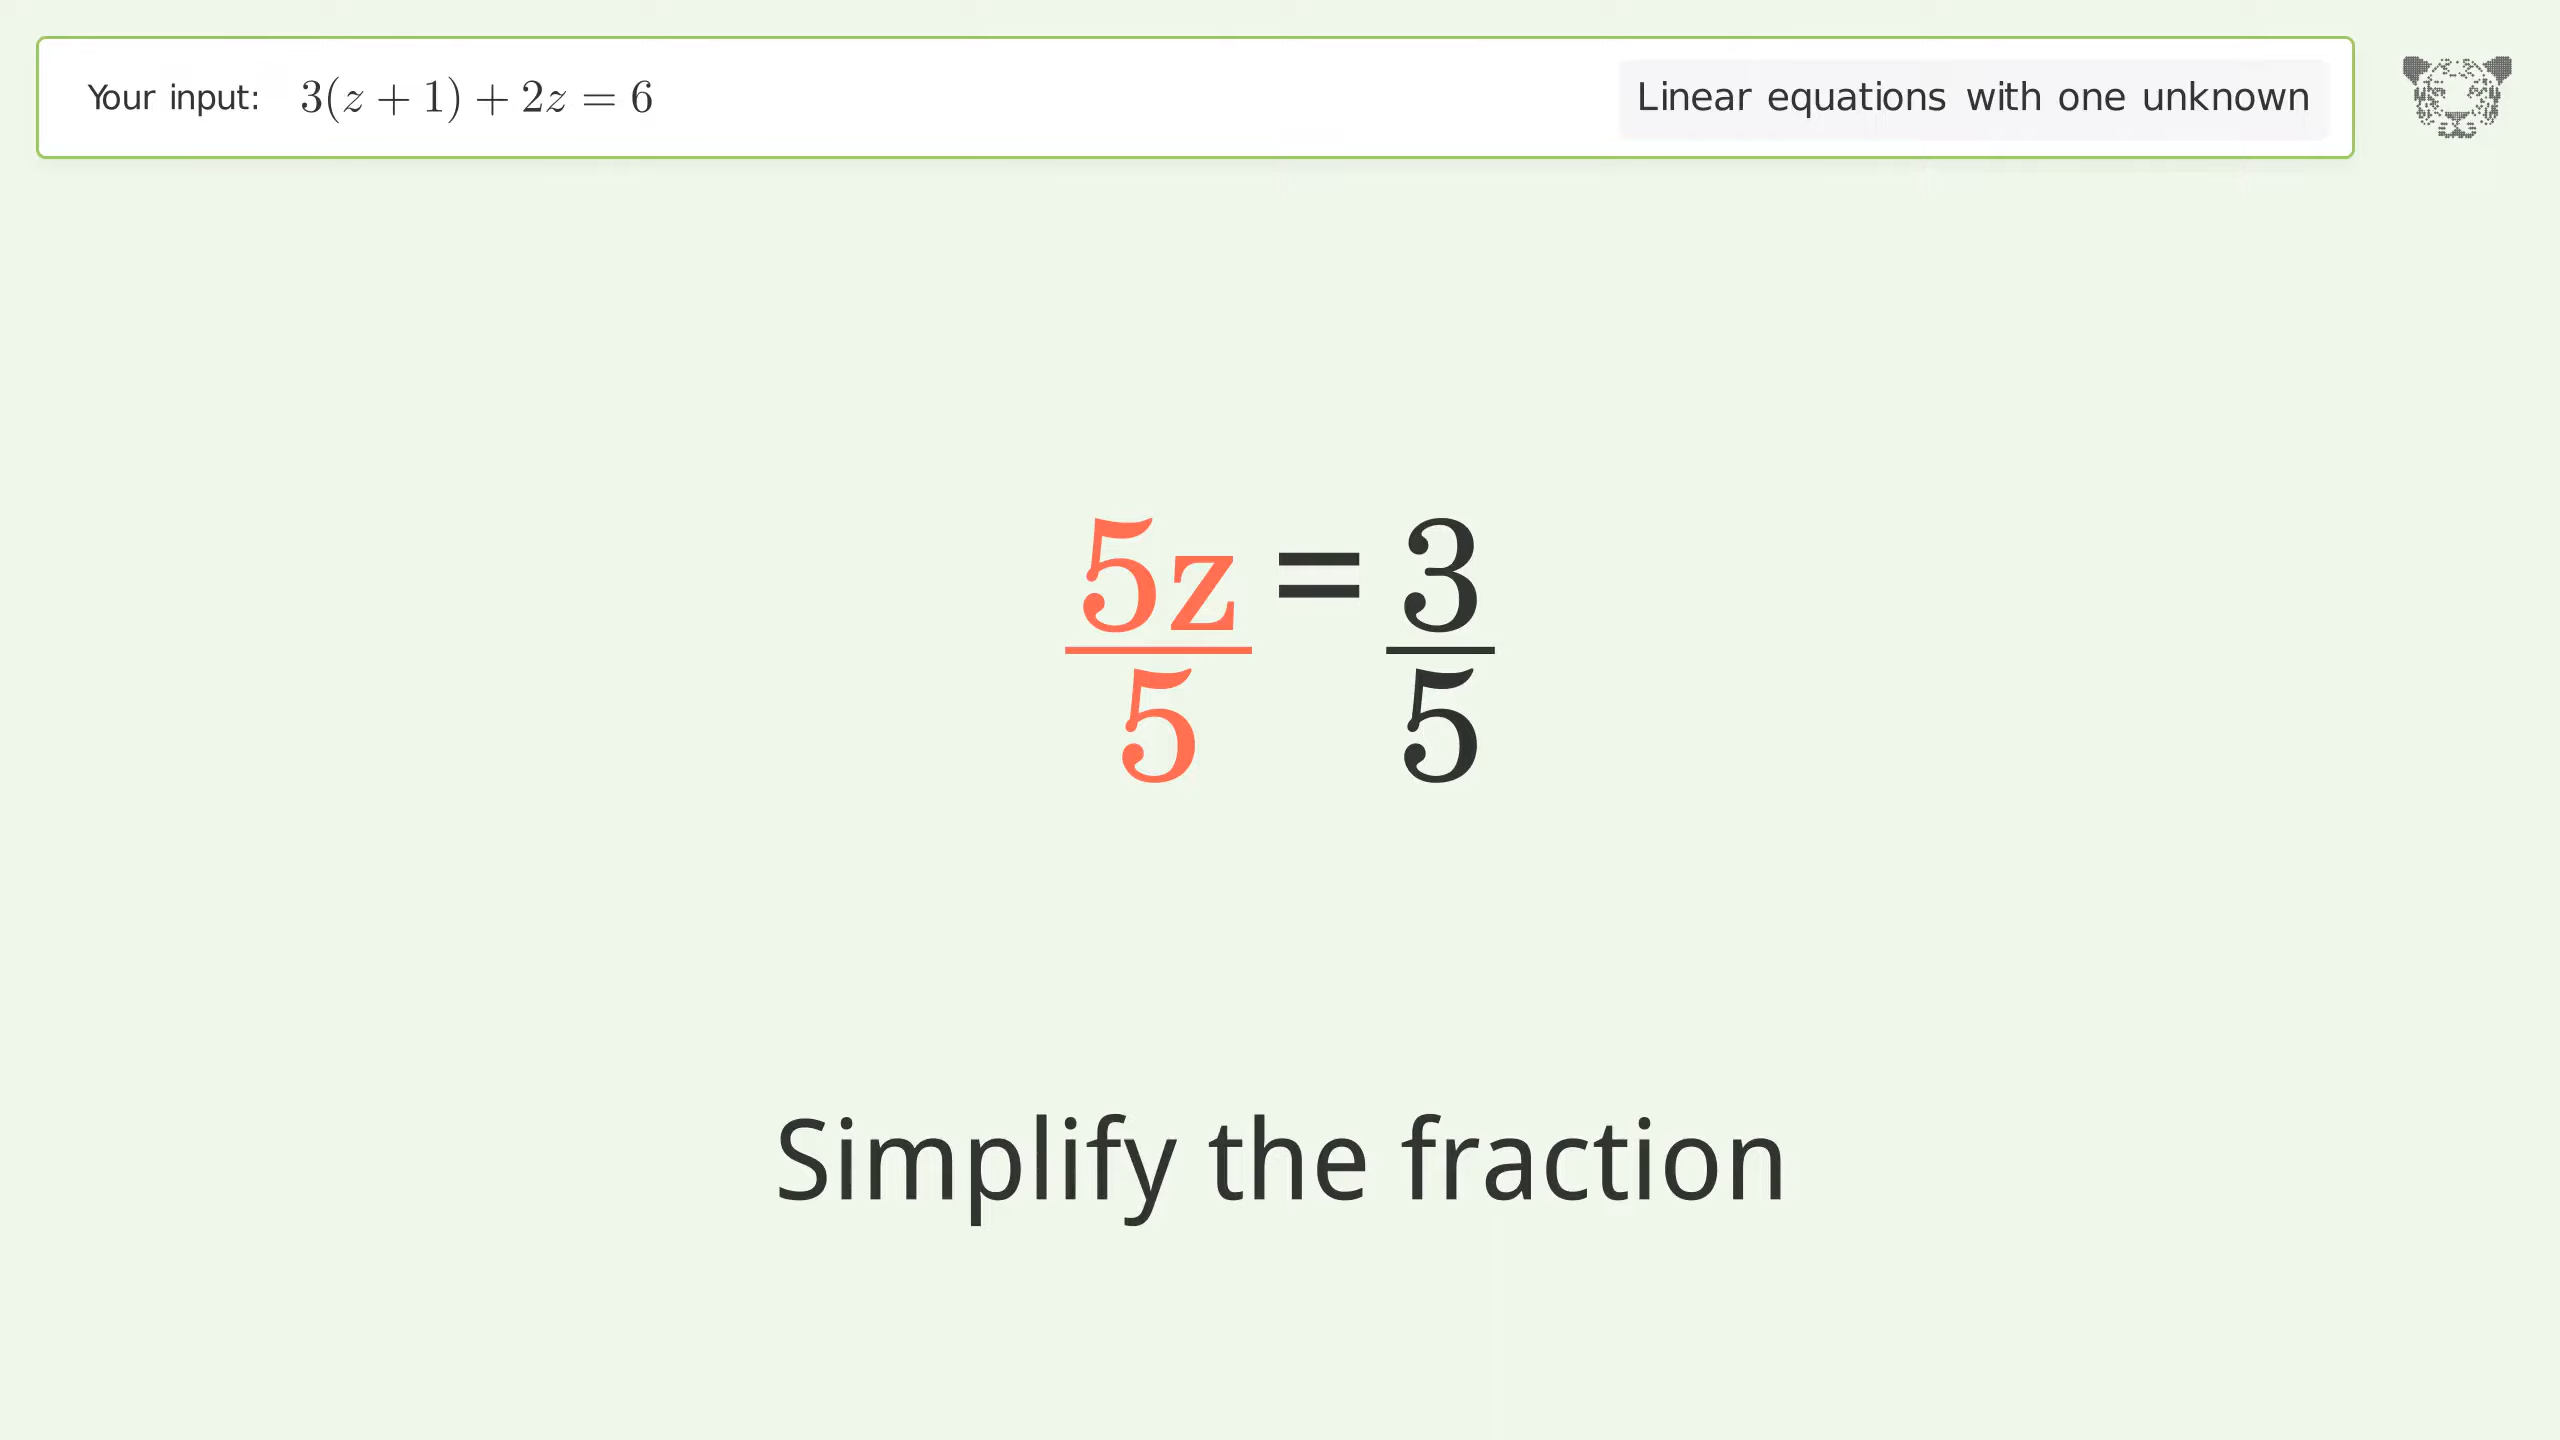 Your input: 3(z + 1) + 2z = 6
Linear equations with one unknown
5z/5 = 3/5
Simplify the fraction